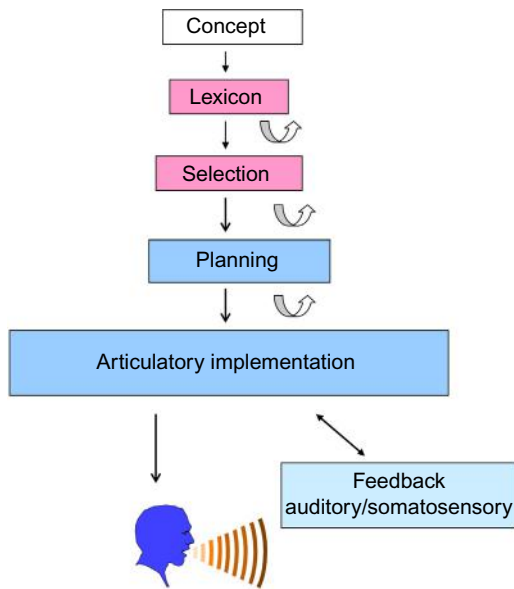 Concept
Lexicon
Selection
Planning
Articulatory implementation
Feedback
auditory/somatosensory